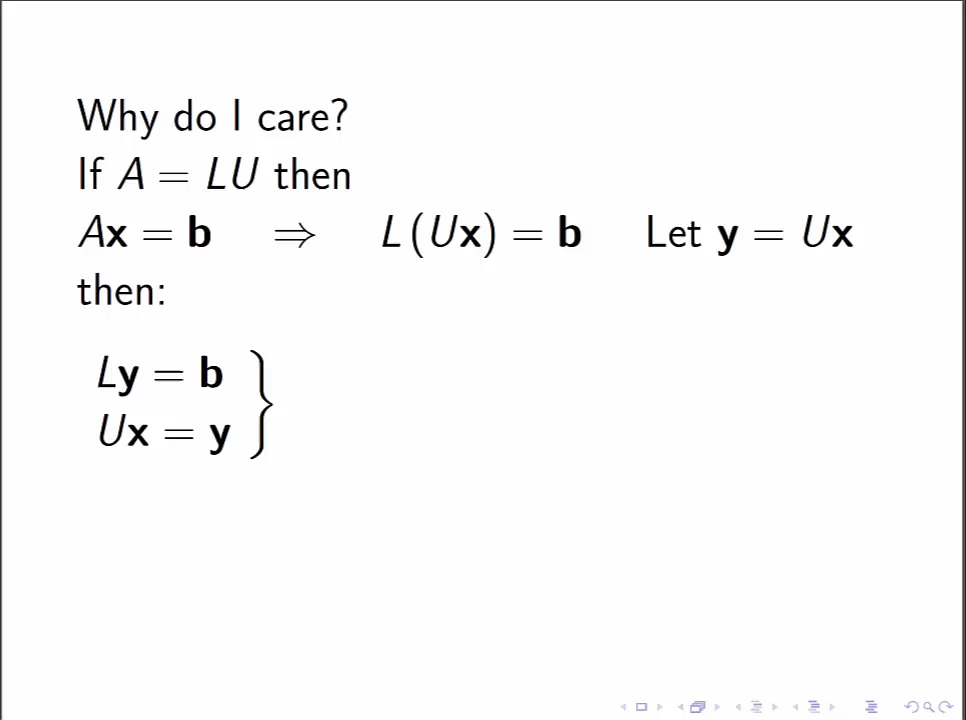 Why do I care?
If A = LU then
Ax = b ⇒ L(Ux) = b Let y = Ux
then:
Ly = b
Ux = y